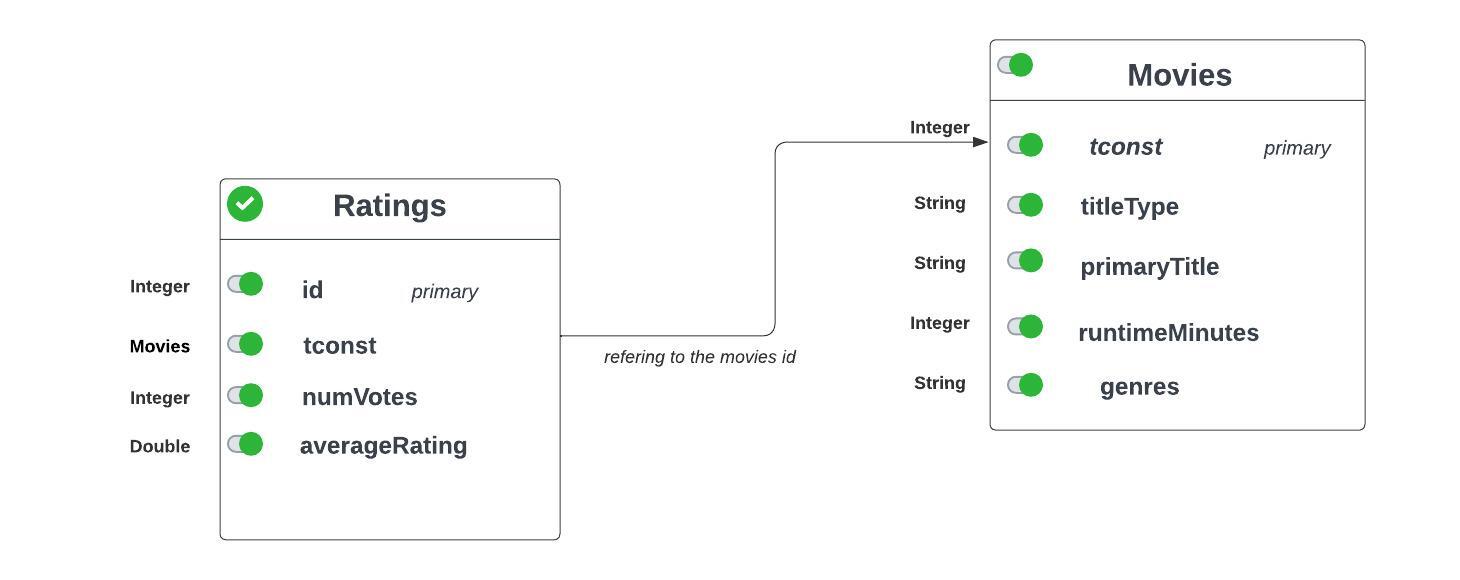 Ratings
Integer id primary
Movies tconst
Integer numVotes
Double averageRating
refering to the movies id
Movies
Integer tconst primary
String titleType
String primaryTitle
Integer runtimeMinutes
String genres